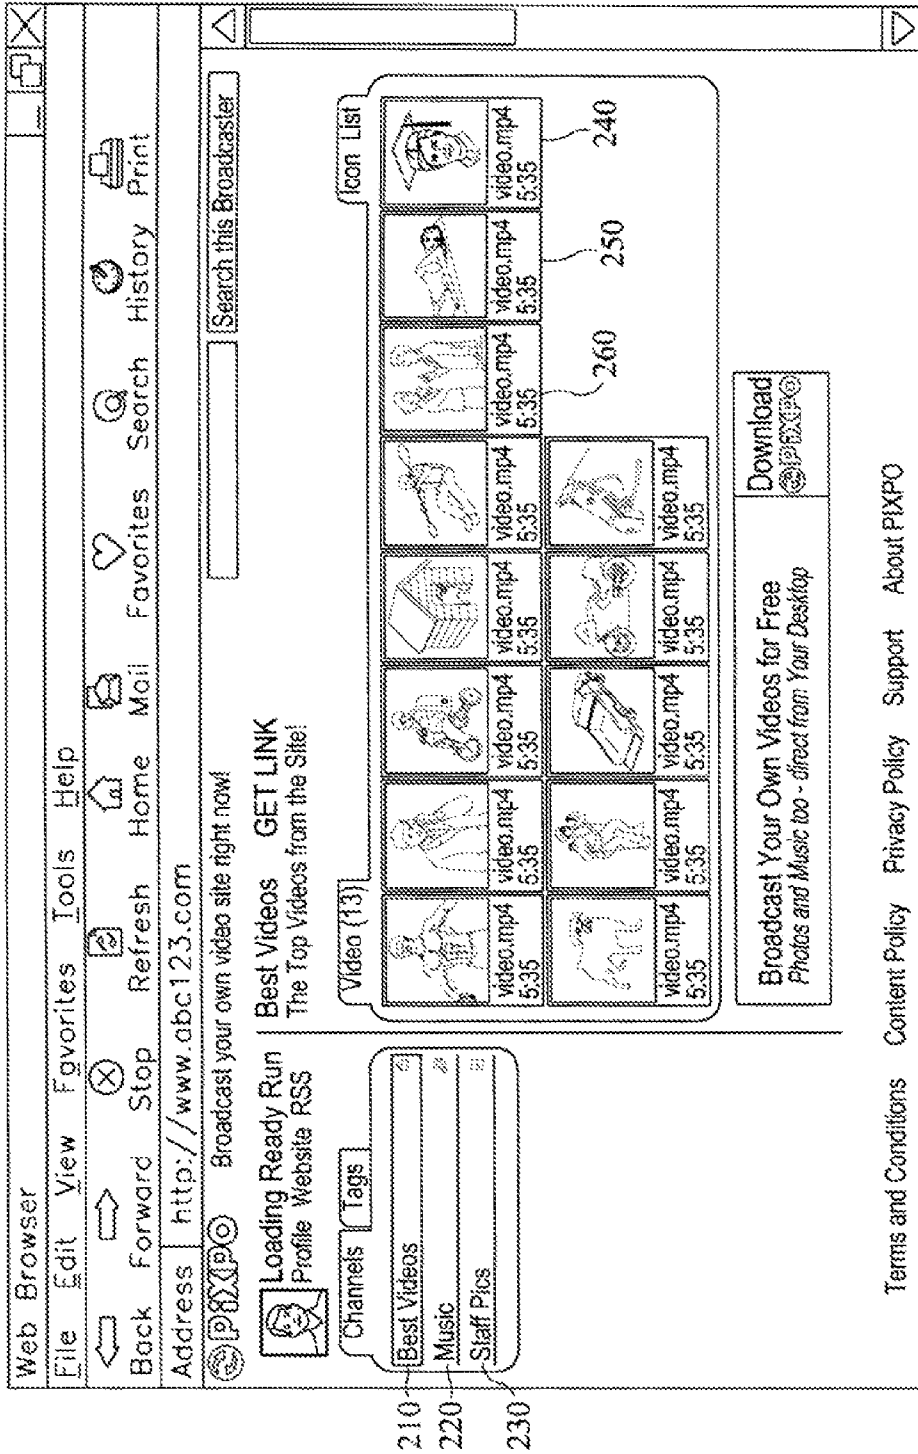 Web Browser
File Edit View Favorites Tools Help
Back Forward Stop Refresh Home Mail Favorites Search History Print
Address http://www.abc123.com
PIXPO Broadcast your own video site right now! Search this Broadcaster
Loading Ready Run
Profile Website RSS
Best Videos GET LINK
The Top Videos from the Site!
Channels Tags
210 Best Videos
220 Music
230 Staff Pics
Video (13) Icon List
video.mp4 video.mp4 video.mp4 video.mp4 video.mp4 video.mp4 video.mp4 video.mp4
5:35 5:35 5:35 5:35 5:35 5:35 5:35 5:35
260 250 240
video.mp4 video.mp4 video.mp4 video.mp4 video.mp4
5:35 5:35 5:35 5:35 5:35
Broadcast Your Own Videos for Free
Photos and Music too - direct from Your Desktop
Download
PIXPO
Terms and Conditions Content Policy Privacy Policy Support About PIXPO